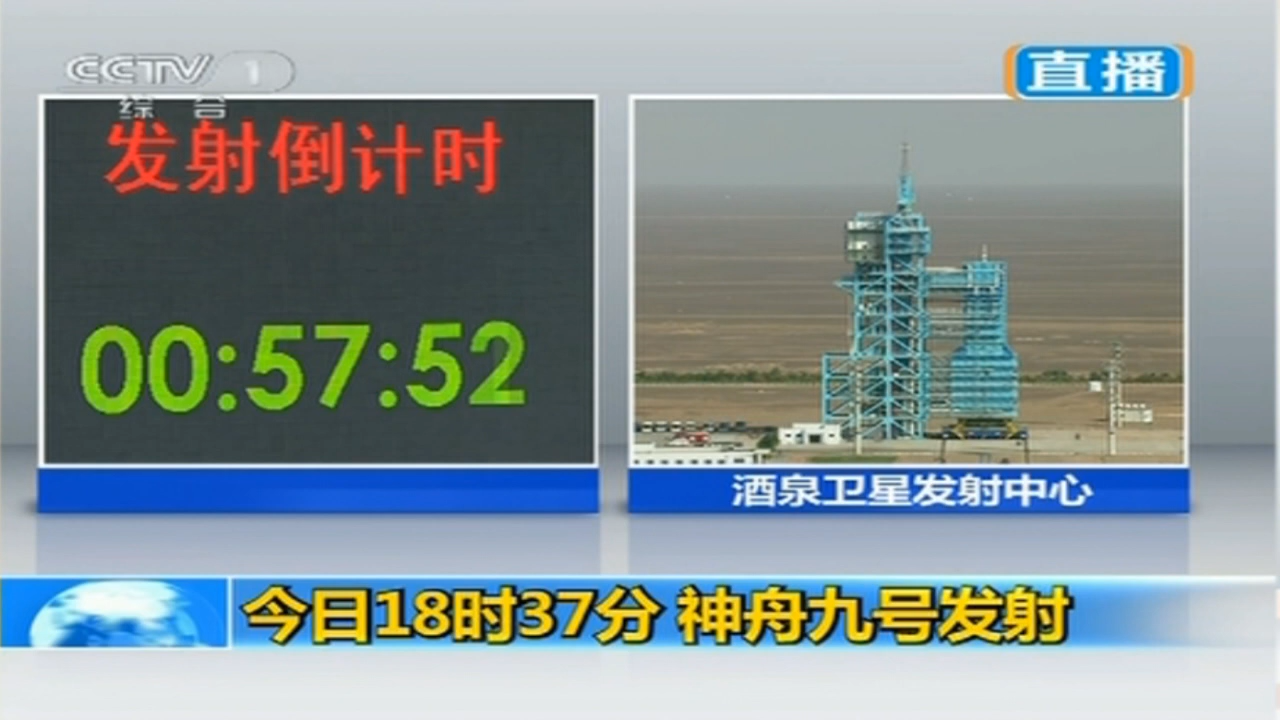 CCTV 1
综合
直播
发射倒计时
00:57:52
酒泉卫星发射中心
今日18时37分 神舟九号发射